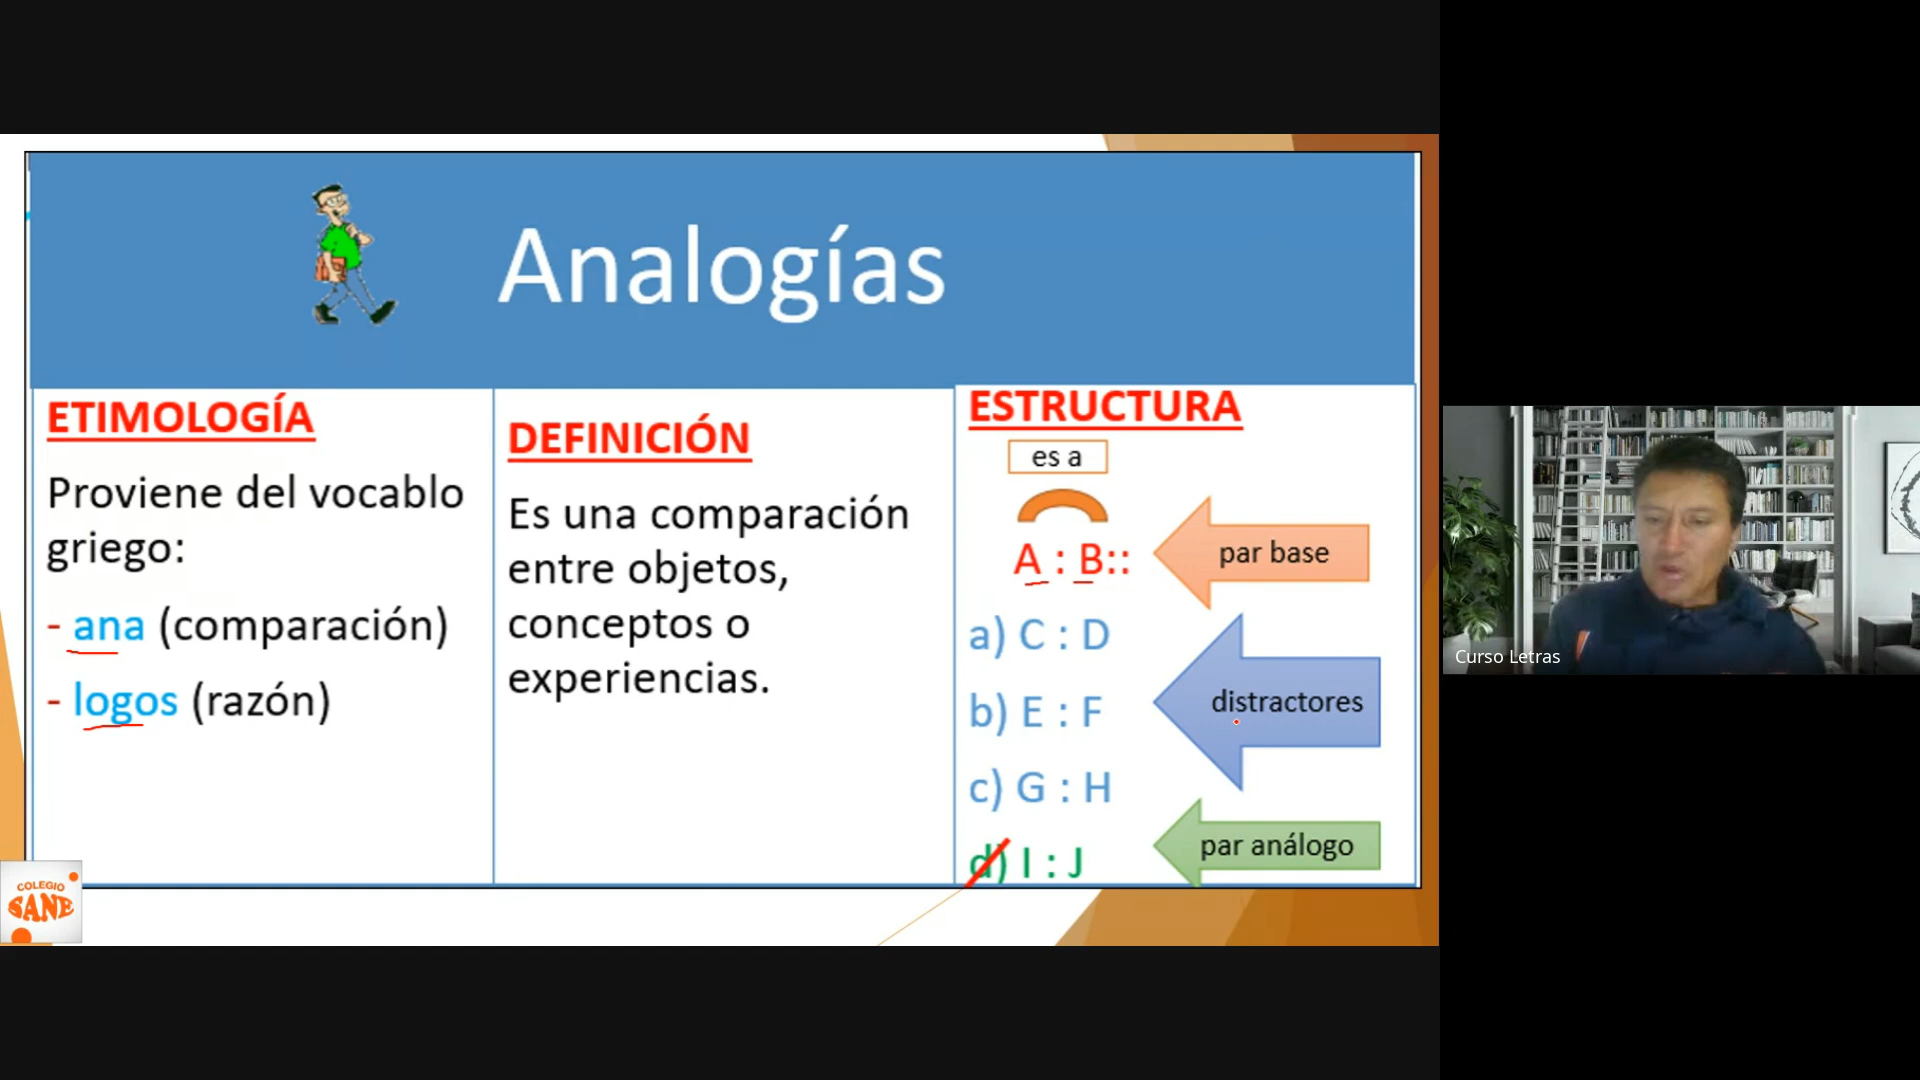 Analogías
ETIMOLOGÍA
Proviene del vocablo
griego:
- ana (comparación)
- logos (razón)
DEFINICIÓN
Es una comparación
entre objetos,
conceptos o
experiencias.
ESTRUCTURA
es a
A : B::
par base
a) C : D
b) E : F
distractores
c) G : H
d) I : J
par análogo
COLEGIO
SANE
Curso Letras